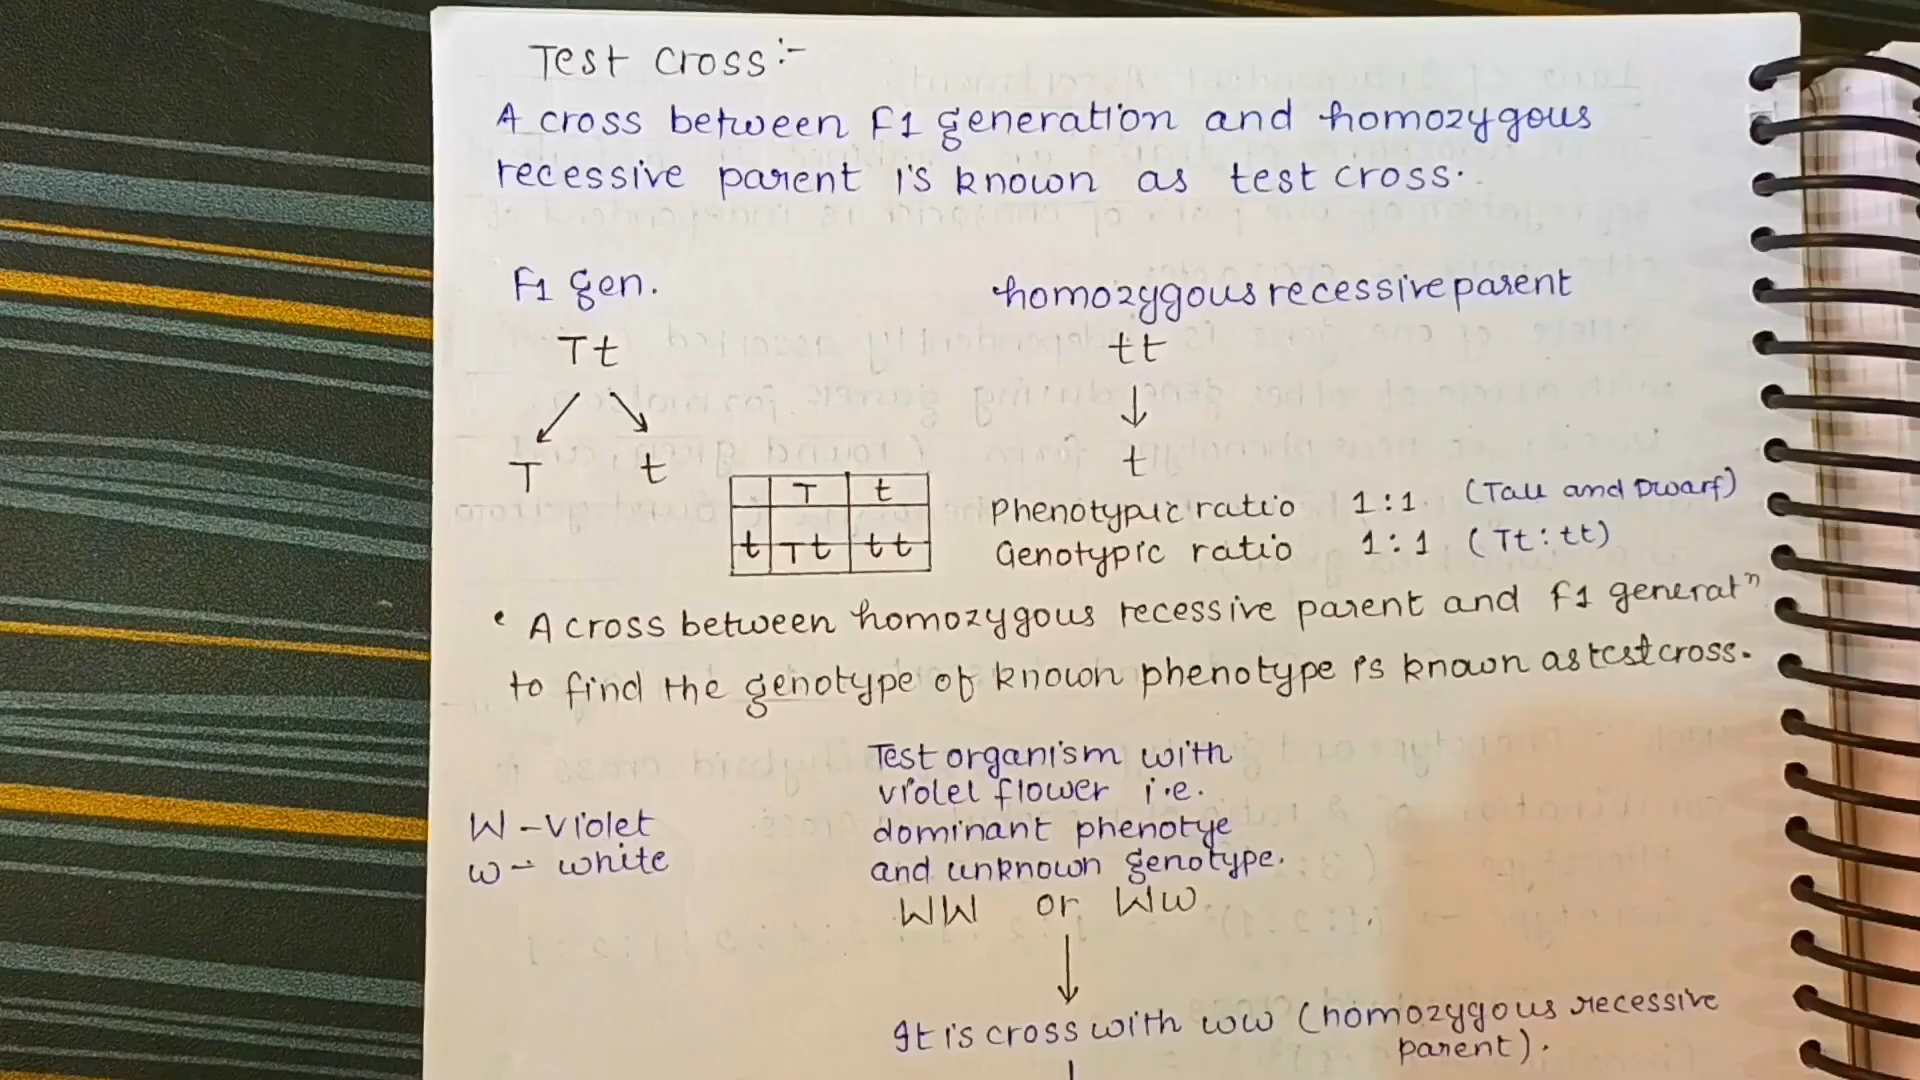 Test Cross:-
A cross between F1 generation and homozygous
recessive parent is known as test cross.
F1 gen.
homozygous recessive parent
Tt
tt
T t
t
T t
t Tt tt
Phenotypic ratio 1:1 (Tall and Dwarf)
Genotypic ratio 1:1 (Tt:tt)
• A cross between homozygous recessive parent and F1 generatⁿ
to find the genotype of known phenotype is known as test cross.
W - violet
w - white
Test organism with
violet flower i.e.
dominant phenotye
and unknown genotype.
WW or Ww
It is cross with ww (homozygous recessive
parent).